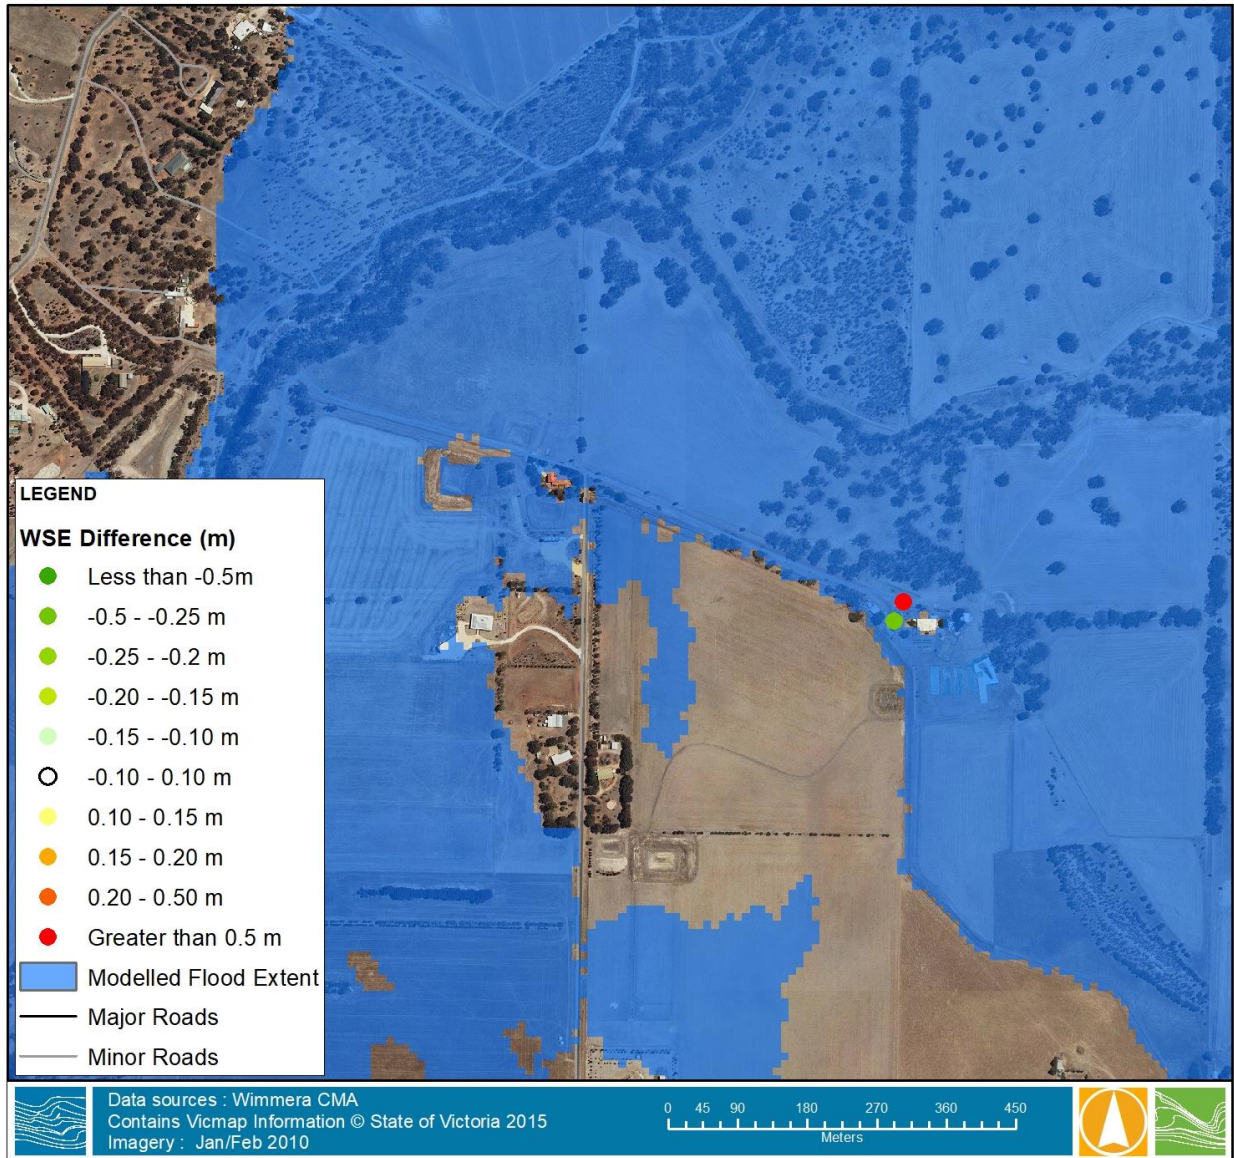 LEGEND
WSE Difference (m)
Less than -0.5m
-0.5 - -0.25 m
-0.25 - -0.2 m
-0.20 - -0.15 m
-0.15 - -0.10 m
-0.10 - 0.10 m
0.10 - 0.15 m
0.15 - 0.20 m
0.20 - 0.50 m
Greater than 0.5 m
Modelled Flood Extent
Major Roads
Minor Roads
Data sources : Wimmera CMA
Contains Vicmap Information © State of Victoria 2015
Imagery : Jan/Feb 2010
0 45 90 180 270 360 450
Meters